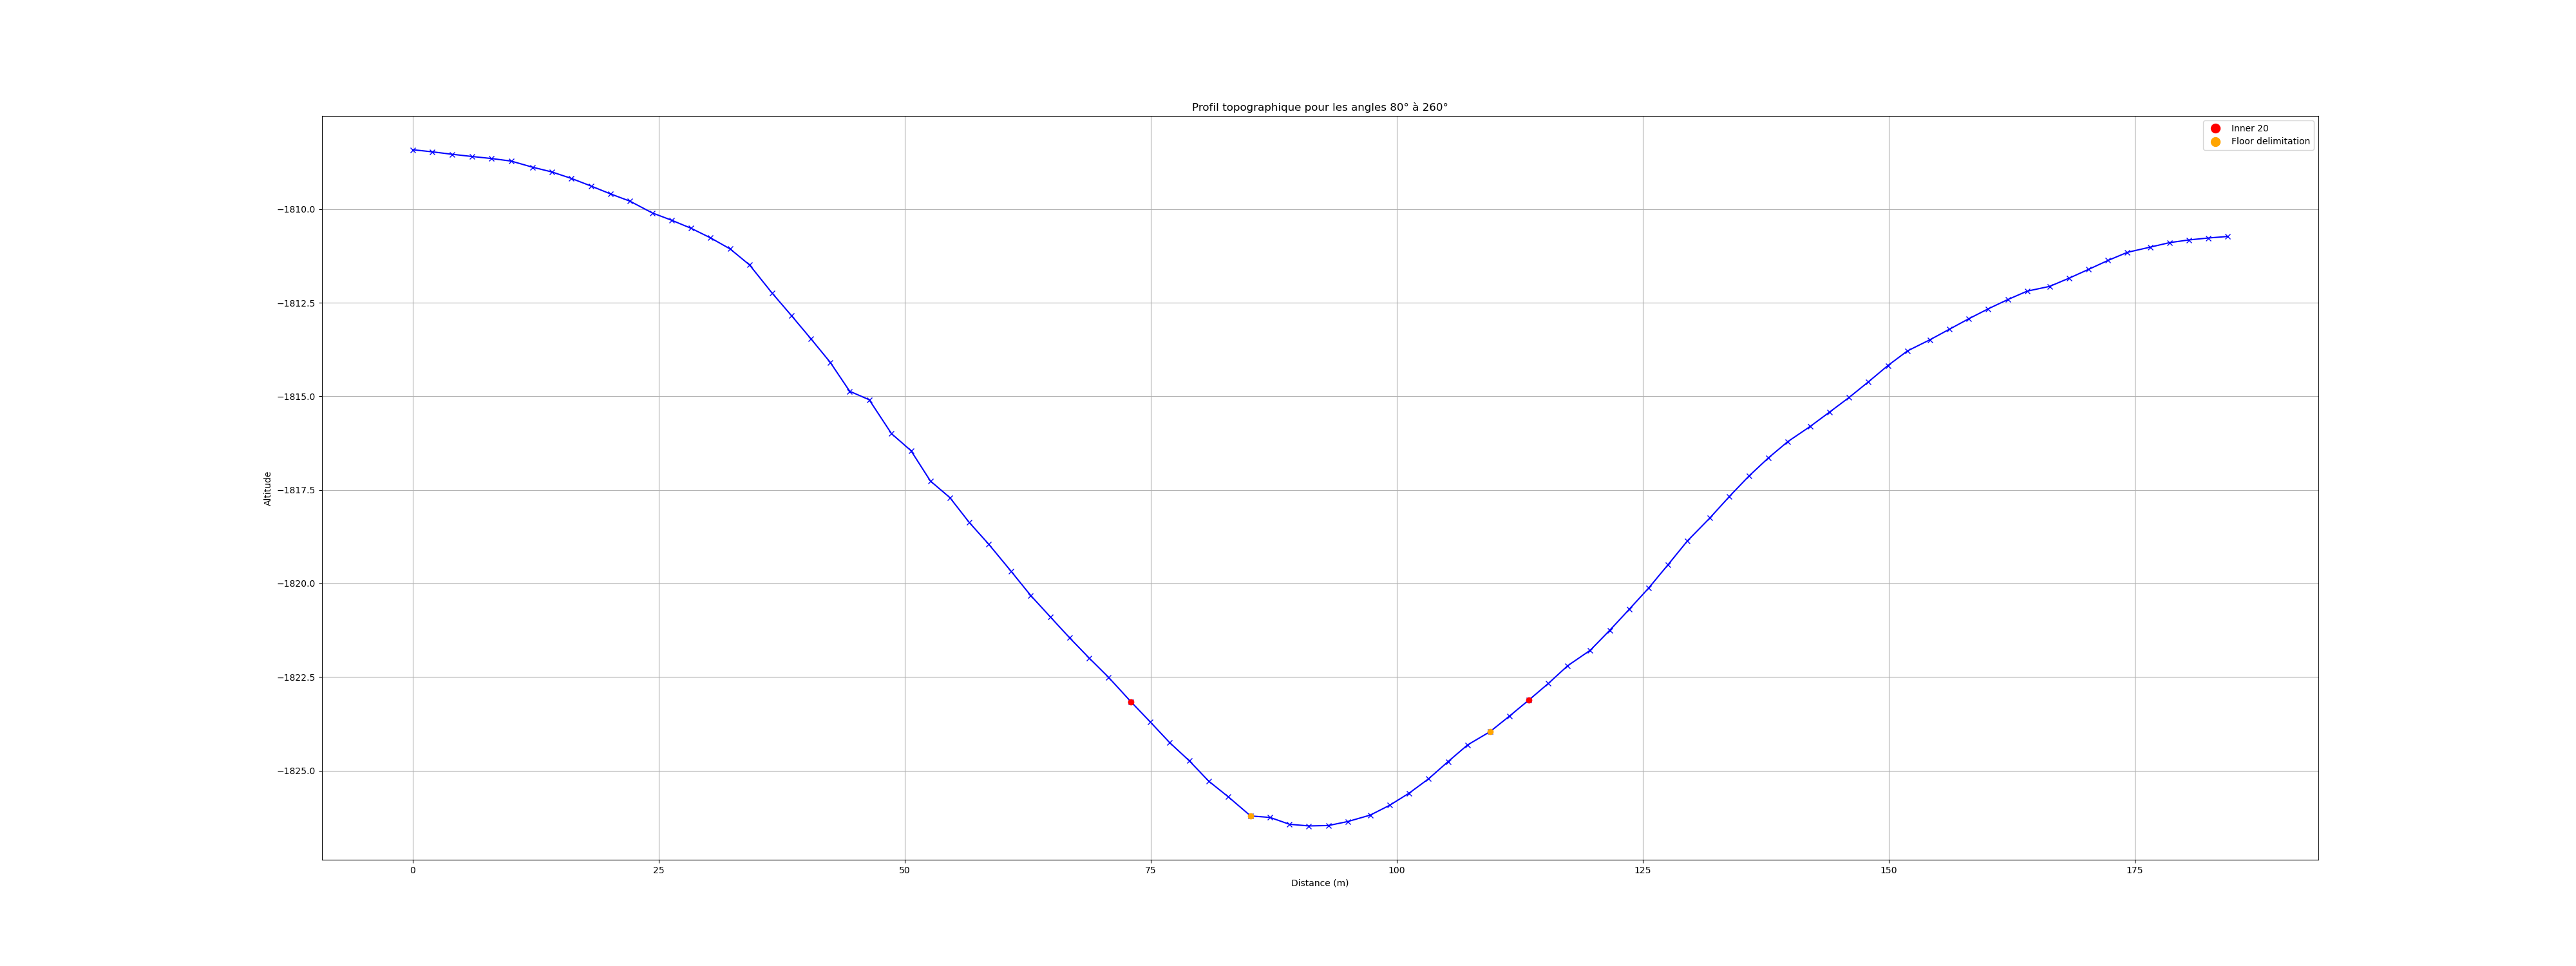 Profil topographique pour les angles 80° à 260°
Inner 20
Floor delimitation
Altitude
−1810.0
−1812.5
−1815.0
−1817.5
−1820.0
−1822.5
−1825.0
0 25 50 75 100 125 150 175
Distance (m)